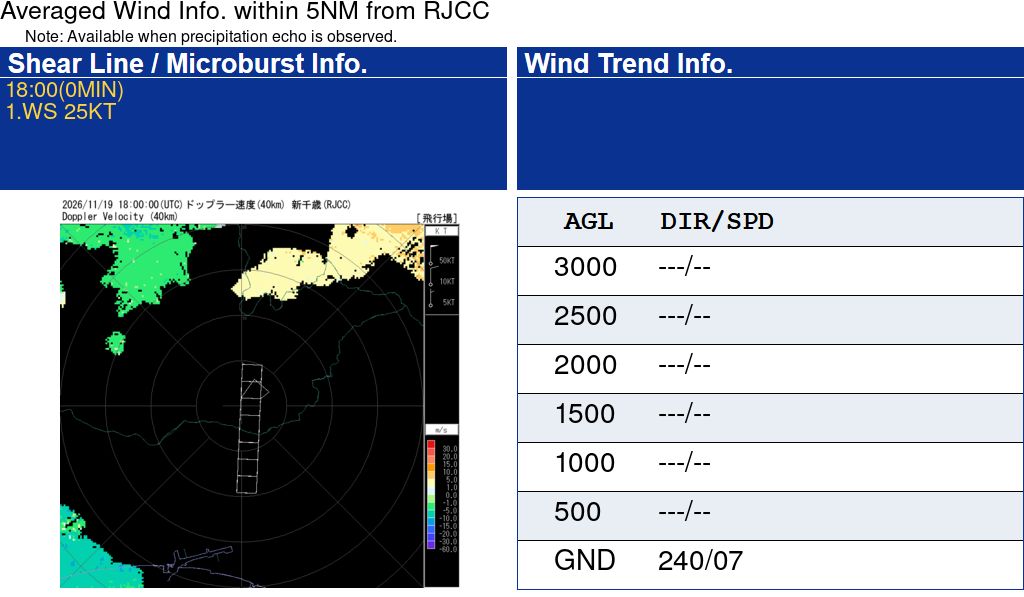 Averaged Wind Info. within 5NM from RJCC
Note: Available when precipitation echo is observed.
Shear Line / Microburst Info.
18:00(0MIN)
1.WS 25KT
Wind Trend Info.
2026/11/19 18:00:00(UTC) ドップラー速度(40km) 新千歳(RJCC)
Doppler Velocity (40km)
[飛行場]
KT
50KT
10KT
5KT
m/s
30.0
20.0
15.0
10.0
5.0
1.0
0.0
-1.0
-5.0
-10.0
-15.0
-20.0
-30.0
-60.0
AGL DIR/SPD
3000 ---/--
2500 ---/--
2000 ---/--
1500 ---/--
1000 ---/--
500 ---/--
GND 240/07